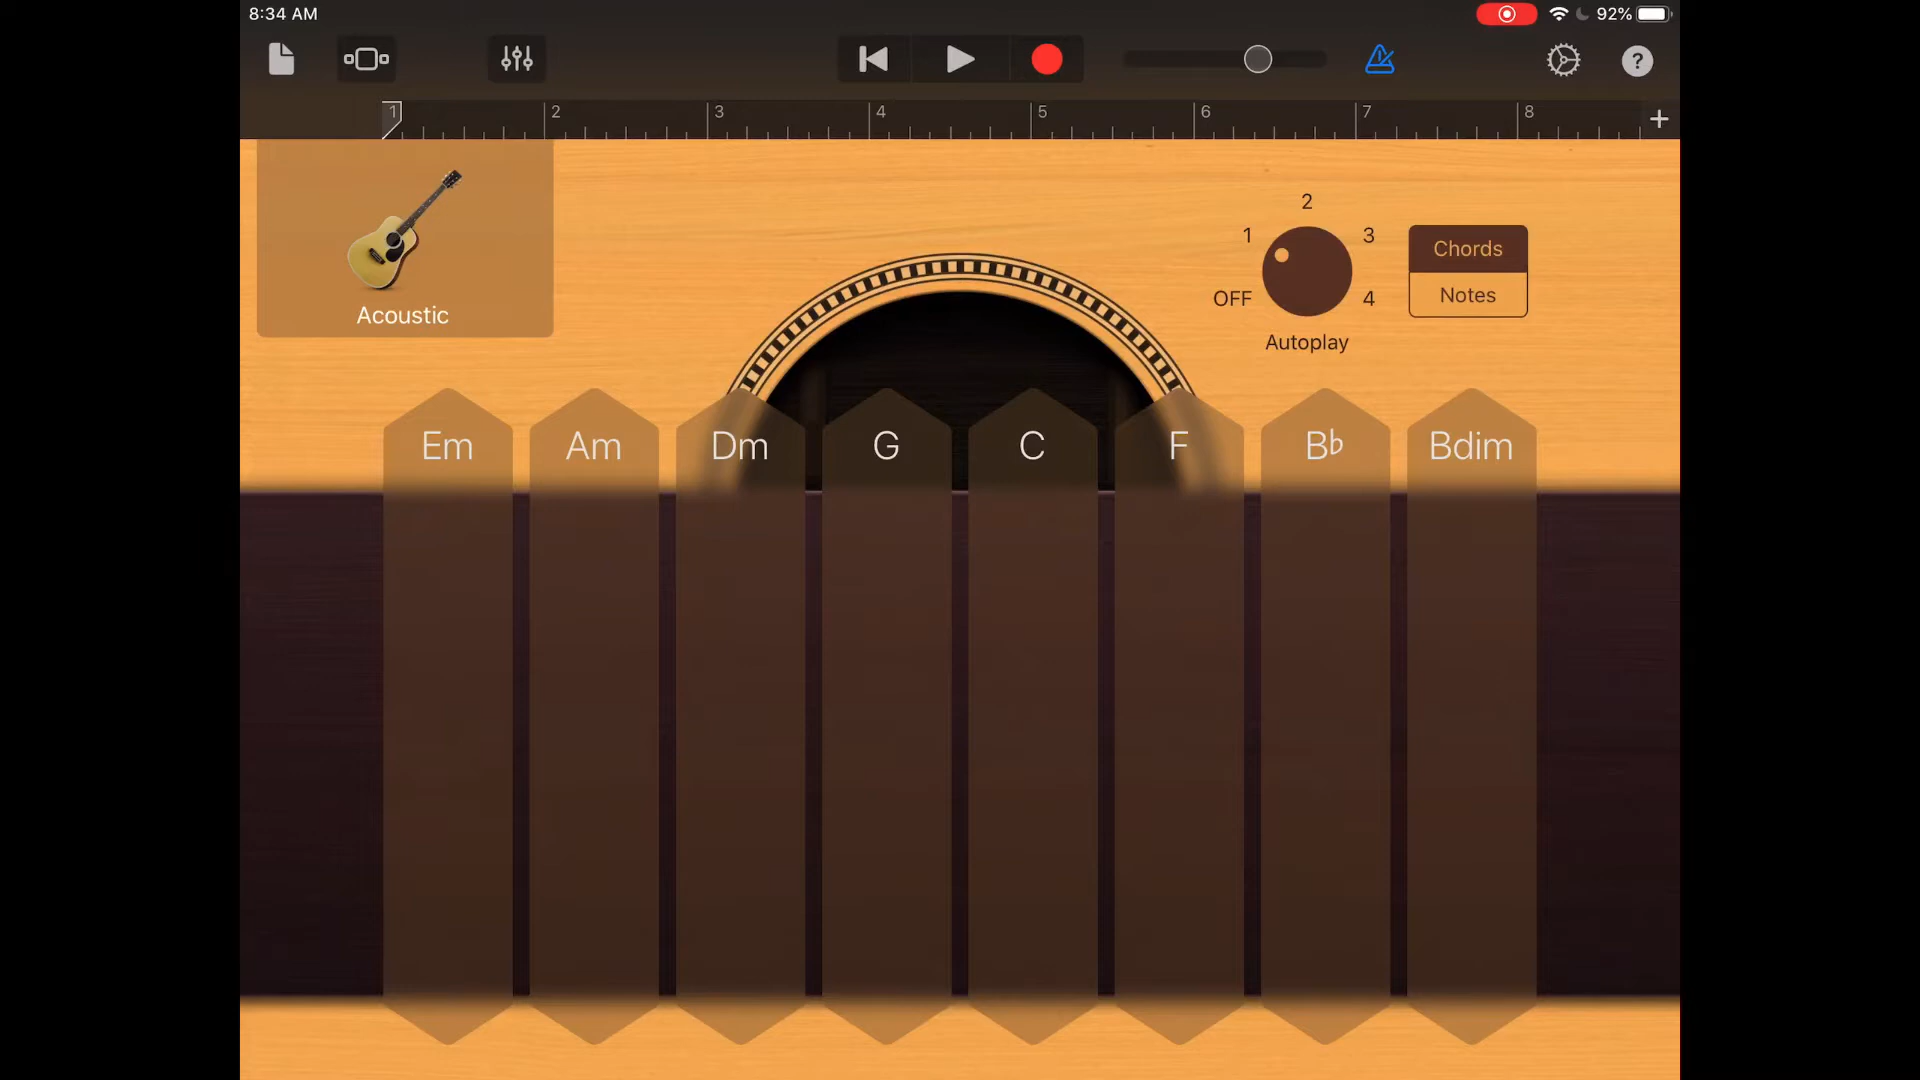 8:34 AM
92%
?
1 2 3 4 5 6 7 8 +
Acoustic
2
1 3
OFF 4
Autoplay
Chords
Notes
Em Am Dm G C F B♭ Bdim